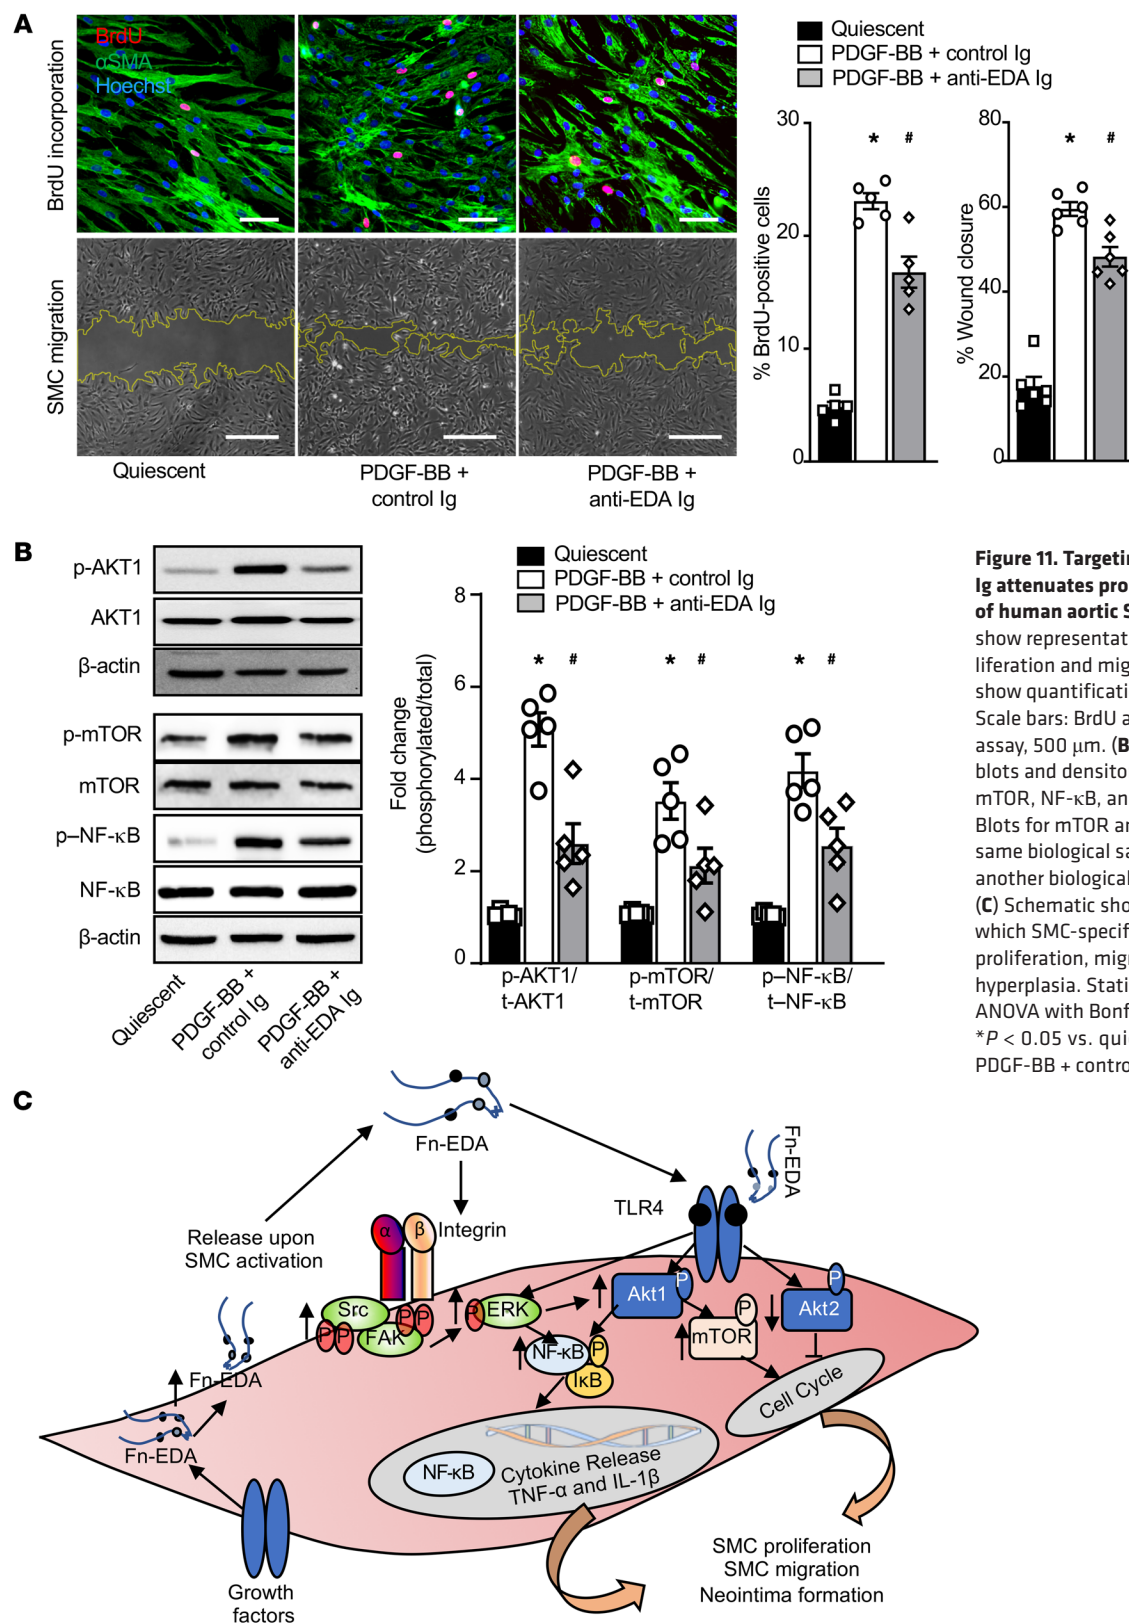 A
BrdU
αSMA
Hoechst
BrdU incorporation
SMC migration
Quiescent
PDGF-BB +
control Ig
PDGF-BB +
anti-EDA Ig
Quiescent
PDGF-BB + control Ig
PDGF-BB + anti-EDA Ig
% BrdU-positive cells
30
20
10
0
* #
% Wound closure
80
60
40
20
0
* #
B
p-AKT1
AKT1
β-actin
p-mTOR
mTOR
p–NF-κB
NF-κB
β-actin
Quiescent
PDGF-BB +
control Ig
PDGF-BB +
anti-EDA Ig
Quiescent
PDGF-BB + control Ig
PDGF-BB + anti-EDA Ig
Fold change
(phosphorylated/total)
8
6
4
2
0
* # * # * #
p-AKT1/
t-AKT1
p-mTOR/
t-mTOR
p–NF-κB/
t–NF-κB
Figure 11. Targetin
Ig attenuates pro
of human aortic S
show representat
liferation and mig
show quantificati
Scale bars: BrdU a
assay, 500 μm. (B
blots and densito
mTOR, NF-κB, an
Blots for mTOR an
same biological sa
another biological
(C) Schematic sho
which SMC-specif
proliferation, migr
hyperplasia. Stati
ANOVA with Bonf
*P < 0.05 vs. quie
PDGF-BB + contro
C
Fn-EDA
Fn-EDA
TLR4
Release upon
SMC activation
α
β
Integrin
Src
P P
FAK
P P
P
ERK
Akt1
P
mTOR
P
Akt2
P
NF-κB
P
IκB
Cell Cycle
Fn-EDA
Fn-EDA
NF-κB
Cytokine Release
TNF-α and IL-1β
Growth
factors
SMC proliferation
SMC migration
Neointima formation